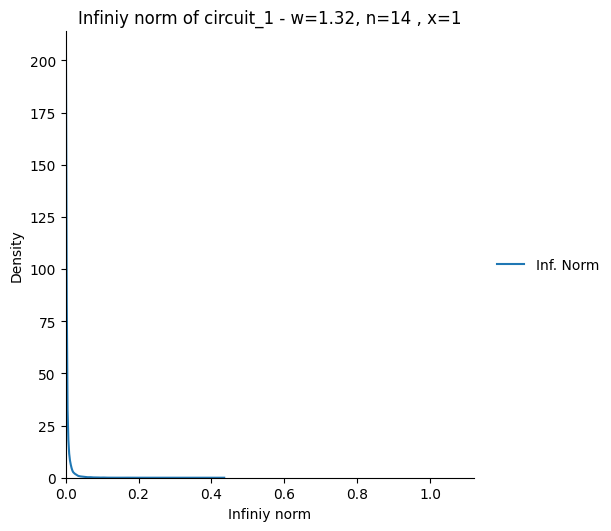 Infiniy norm of circuit_1 - w=1.32, n=14 , x=1
200
175
150
125
100
75
50
25
0
Density
0.0 0.2 0.4 0.6 0.8 1.0
Infiniy norm
Inf. Norm